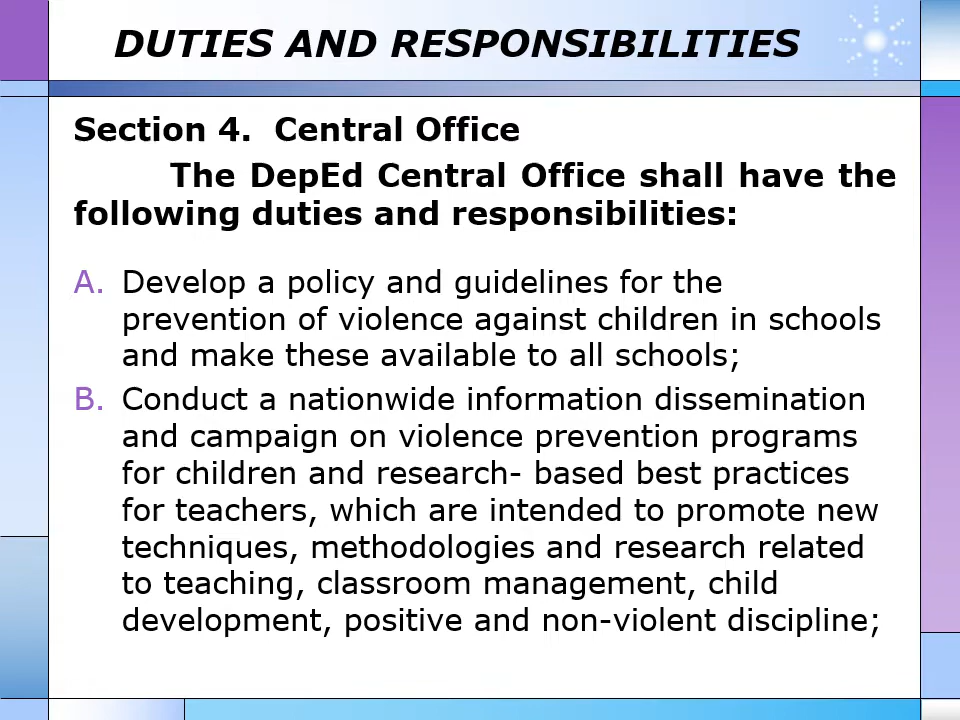 DUTIES AND RESPONSIBILITIES
Section 4.  Central Office
The DepEd Central Office shall have the
following duties and responsibilities:
A. Develop a policy and guidelines for the
prevention of violence against children in schools
and make these available to all schools;
B. Conduct a nationwide information dissemination
and campaign on violence prevention programs
for children and research- based best practices
for teachers, which are intended to promote new
techniques, methodologies and research related
to teaching, classroom management, child
development, positive and non-violent discipline;